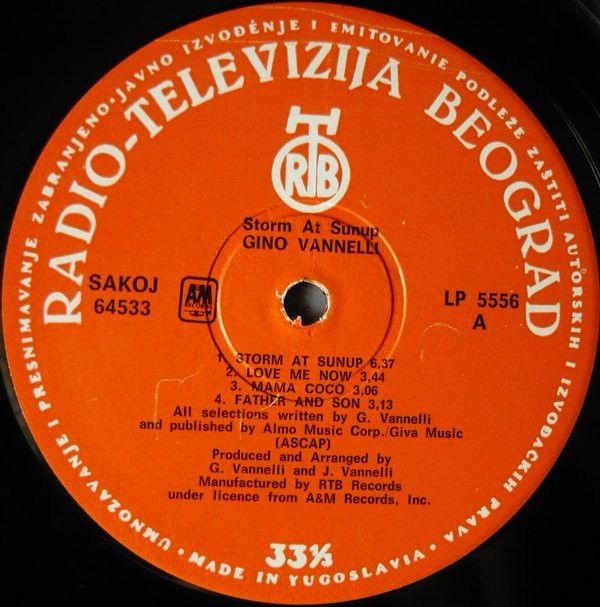 UMNOZAVANJE I PRESNIMAVANJE ZABRANJENO · JAVNO IZVOĐENJE I EMITOVANJE PODLEŽE ZAŠTITI AUTORSKIH I IZVOĐAČKIH PRAVA ·
RADIO-TELEVIZIJA BEOGRAD
RTB
Storm At Sunup
GINO VANNELLI
SAKOJ
64533
AM
RECORDS
LP 5556
A
1. STORM AT SUNUP 6,37
2. LOVE ME NOW 3,44
3. MAMA COCO 3,06
4. FATHER AND SON 3,13
All selections written by G. Vannelli
and published by Almo Music Corp./Giva Music
(ASCAP)
Produced and Arranged by
G. Vannelli and J. Vannelli
Manufactured by RTB Records
under licence from A&M Records, Inc.
33⅓
MADE IN YUGOSLAVIA